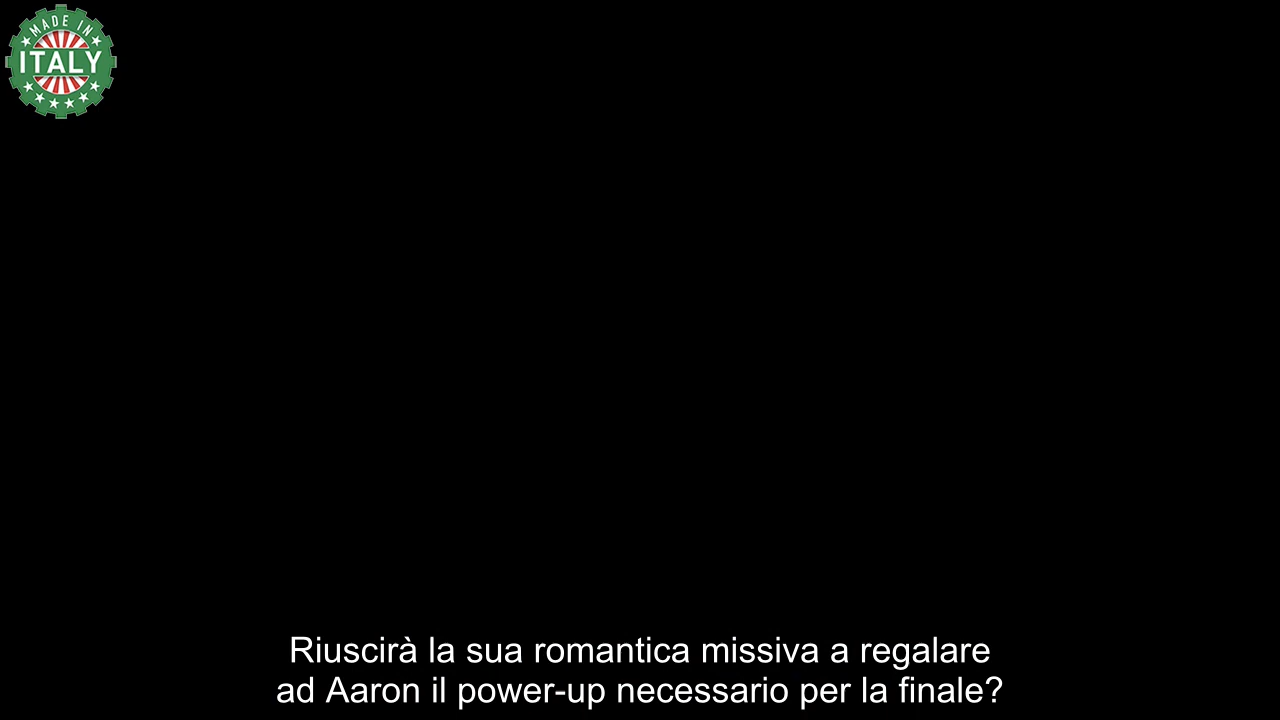 MADE IN
ITALY
Riuscirà la sua romantica missiva a regalare
ad Aaron il power-up necessario per la finale?